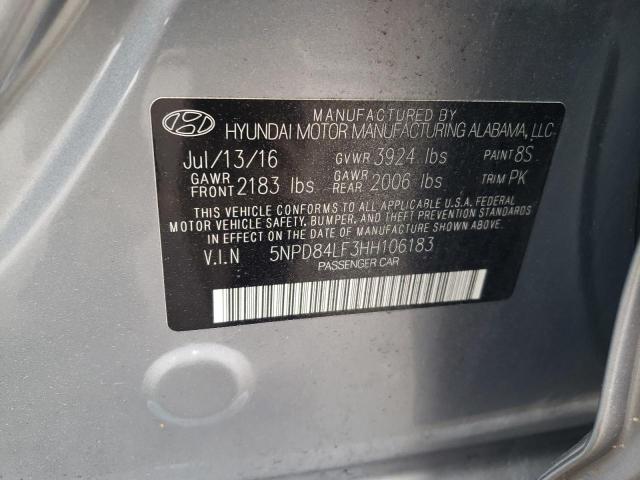 MANUFACTURED BY
HYUNDAI MOTOR MANUFACTURING ALABAMA, LLC
Jul/13/16 GVWR 3924 lbs PAINT 8S
GAWR FRONT 2183 lbs GAWR REAR 2006 lbs TRIM PK
THIS VEHICLE CONFORMS TO ALL APPLICABLE U.S.A. FEDERAL
MOTOR VEHICLE SAFETY, BUMPER, AND THEFT PREVENTION STANDARDS
IN EFFECT ON THE DATE OF MANUFACTURE SHOWN ABOVE.
V.I.N 5NPD84LF3HH106183
PASSENGER CAR